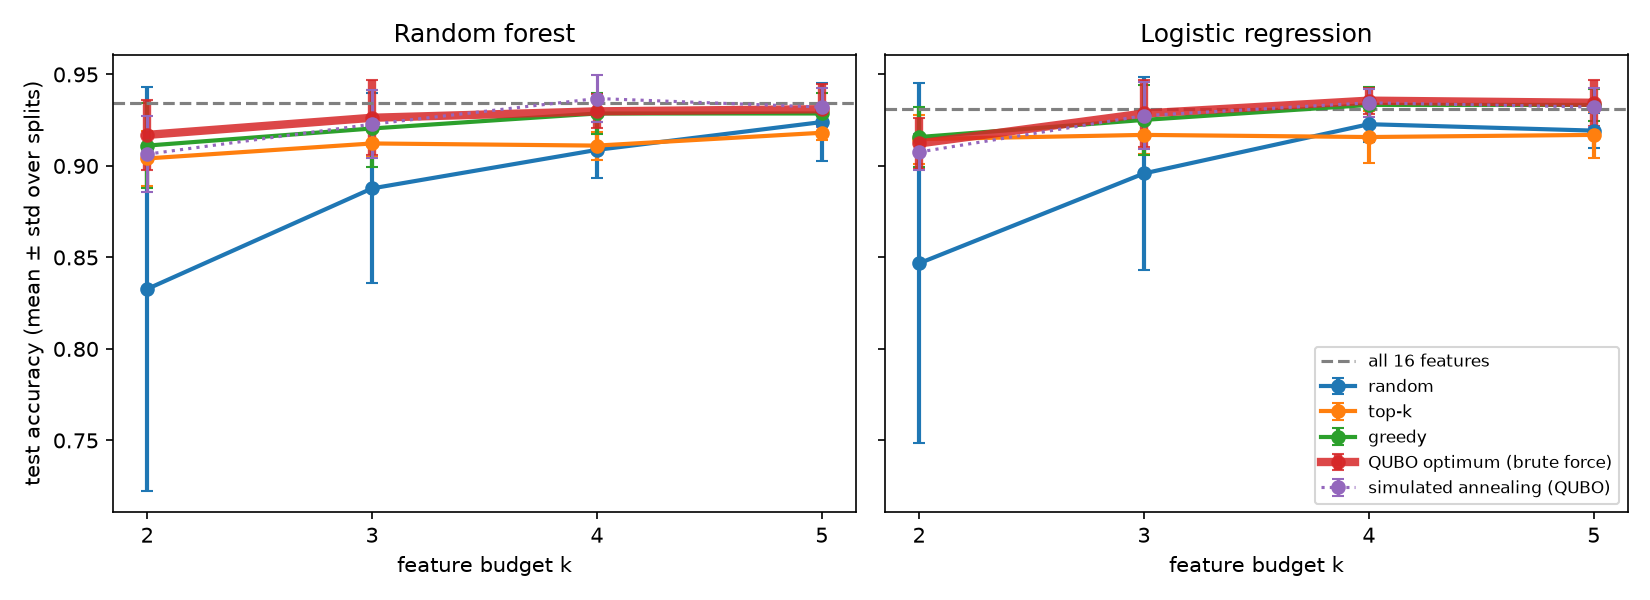 Random forest
Logistic regression
test accuracy (mean ± std over splits)
0.95
0.90
0.85
0.80
0.75
2 3 4 5
feature budget k
2 3 4 5
feature budget k
all 16 features
random
top-k
greedy
QUBO optimum (brute force)
simulated annealing (QUBO)